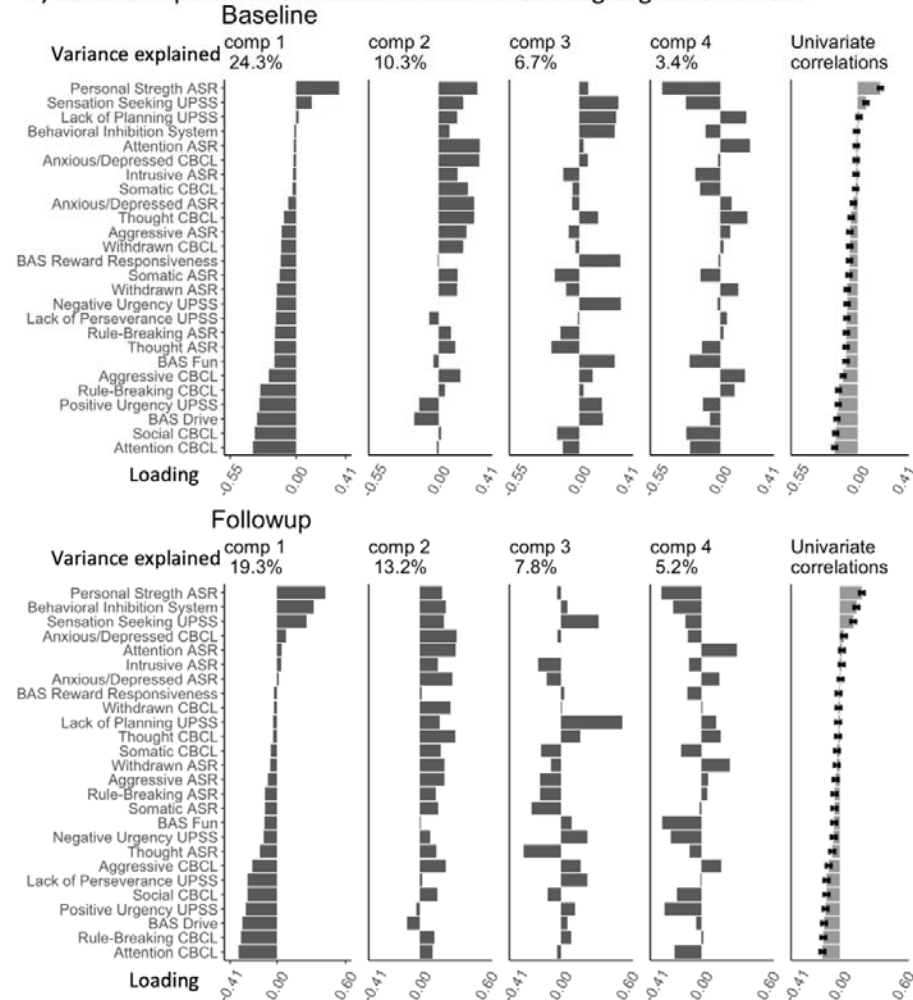 Baseline
Variance explained
comp 1
24.3%
comp 2
10.3%
comp 3
6.7%
comp 4
3.4%
Univariate
correlations
Personal Stregth ASR
Sensation Seeking UPSS
Lack of Planning UPSS
Behavioral Inhibition System
Attention ASR
Anxious/Depressed CBCL
Intrusive ASR
Somatic CBCL
Anxious/Depressed ASR
Thought CBCL
Aggressive ASR
Withdrawn CBCL
BAS Reward Responsiveness
Somatic ASR
Withdrawn ASR
Negative Urgency UPSS
Lack of Perseverance UPSS
Rule-Breaking ASR
Thought ASR
BAS Fun
Aggressive CBCL
Rule-Breaking CBCL
Positive Urgency UPSS
BAS Drive
Social CBCL
Attention CBCL
Loading
-0.55 0.00 0.41 -0.55 0.00 0.41 -0.55 0.00 0.41 -0.55 0.00 0.41 -0.55 0.00 0.41
Followup
Variance explained
comp 1
19.3%
comp 2
13.2%
comp 3
7.8%
comp 4
5.2%
Univariate
correlations
Personal Stregth ASR
Behavioral Inhibition System
Sensation Seeking UPSS
Anxious/Depressed CBCL
Attention ASR
Intrusive ASR
Anxious/Depressed ASR
BAS Reward Responsiveness
Withdrawn CBCL
Lack of Planning UPSS
Thought CBCL
Somatic CBCL
Withdrawn ASR
Aggressive ASR
Rule-Breaking ASR
Somatic ASR
BAS Fun
Negative Urgency UPSS
Thought ASR
Aggressive CBCL
Lack of Perseverance UPSS
Social CBCL
Positive Urgency UPSS
BAS Drive
Rule-Breaking CBCL
Attention CBCL
Loading
-0.41 0.00 0.60 -0.41 0.00 0.60 -0.41 0.00 0.60 -0.41 0.00 0.60 -0.41 0.00 0.60